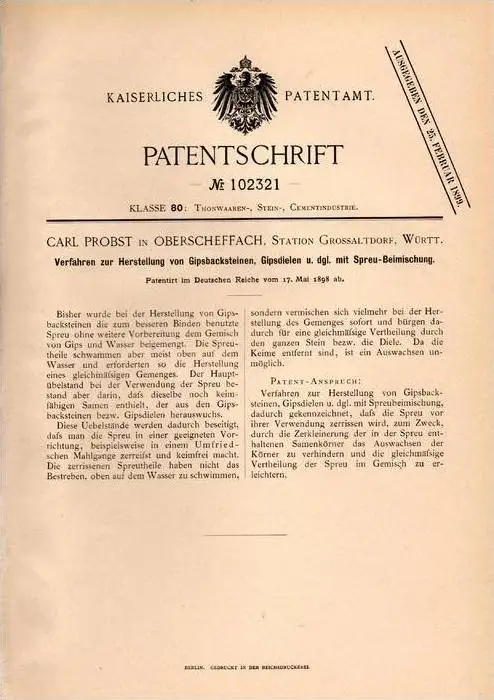 KAISERLICHES PATENTAMT.
AUSGEGEBEN DEN 25. FEBRUAR 1899.
PATENTSCHRIFT
— № 102321 —
KLASSE 80: THONWAAREN-, STEIN-, CEMENTINDUSTRIE.
CARL PROBST IN OBERSCHEFFACH, STATION GROSSALTDORF, WÜRTT.
Verfahren zur Herstellung von Gipsbacksteinen, Gipsdielen u. dgl. mit Spreu-Beimischung.
Patentirt im Deutschen Reiche vom 17. Mai 1898 ab.
Bisher wurde bei der Herstellung von Gips-
backsteinen die zum besseren Binden benutzte
Spreu ohne weitere Vorbereitung dem Gemisch
von Gips und Wasser beigemengt. Die Spreu-
theile schwammen aber meist oben auf dem
Wasser und erforderten so die Herstellung
eines gleichmäſsigen Gemenges. Der Haupt-
übelstand bei der Verwendung der Spreu be-
stand aber darin, daſs dieselbe noch keim-
fähigen Samen enthielt, der aus den Gips-
backsteinen bezw. Gipsdielen herauswuchs.
Diese Uebelstände werden dadurch beseitigt,
daſs man die Spreu in einer geeigneten Vor-
richtung, beispielsweise in einem Umfried-
schen Mahlgange zerreiſst und keimfrei macht.
Die zerrissenen Spreutheile haben nicht das
Bestreben, oben auf dem Wasser zu schwimmen,
sondern vermischen sich vielmehr bei der Her-
stellung des Gemenges sofort und bürgen da-
durch für eine gleichmäſsige Vertheilung durch
den ganzen Stein bezw. die Diele. Da die
Keime entfernt sind, ist ein Auswachsen un-
möglich.
PATENT-ANSPRUCH:
Verfahren zur Herstellung von Gipsback-
steinen, Gipsdielen u. dgl. mit Spreubeimischung,
dadurch gekennzeichnet, daſs die Spreu vor
ihrer Verwendung zerrissen wird, zum Zweck,
durch die Zerkleinerung der in der Spreu ent-
haltenen Samenkörner das Auswachsen der
Körner zu verhindern und die gleichmäſsige
Vertheilung der Spreu im Gemisch zu er-
leichtern.
BERLIN. GEDRUCKT IN DER REICHSDRUCKEREI.